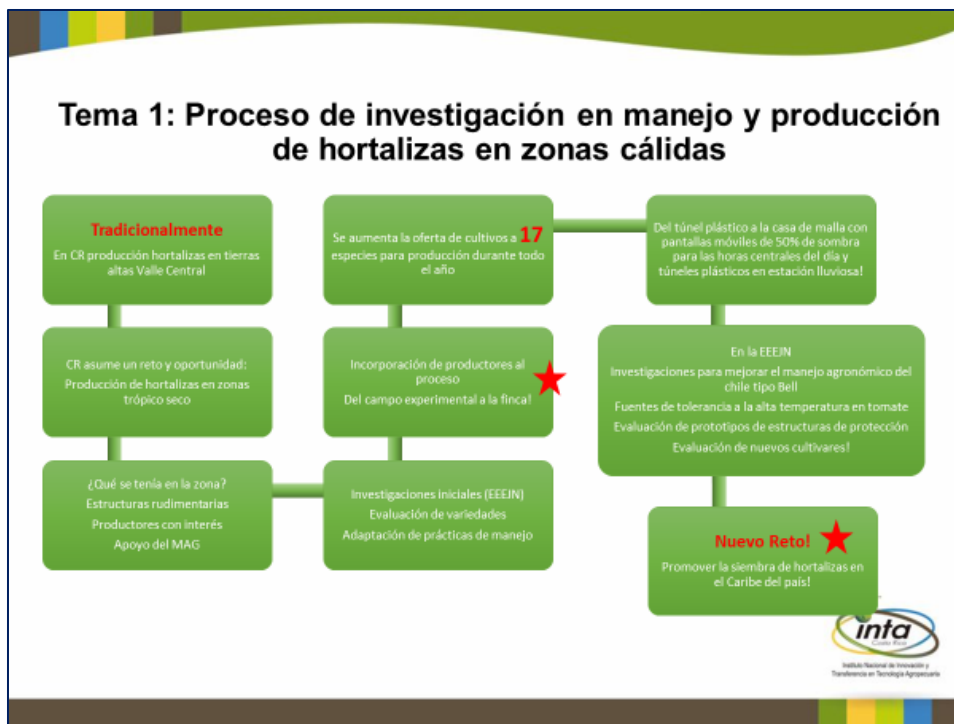 Tema 1: Proceso de investigación en manejo y producción
de hortalizas en zonas cálidas
Tradicionalmente
En CR producción hortalizas en tierras
altas Valle Central
CR asume un reto y oportunidad:
Producción de hortalizas en zonas
trópico seco
¿Qué se tenía en la zona?
Estructuras rudimentarias
Productores con interés
Apoyo del MAG
Investigaciones iniciales (EEEJN)
Evaluación de variedades
Adaptación de prácticas de manejo
Incorporación de productores al
proceso
Del campo experimental a la finca!
Se aumenta la oferta de cultivos a 17
especies para producción durante todo
el año
Del túnel plástico a la casa de malla con
pantallas móviles de 50% de sombra
para las horas centrales del día y
túneles plásticos en estación lluviosa!
En la EEEJN
Investigaciones para mejorar el manejo agronómico del
chile tipo Bell
Fuentes de tolerancia a la alta temperatura en tomate
Evaluación de prototipos de estructuras de protección
Evaluación de nuevos cultivares!
Nuevo Reto!
Promover la siembra de hortalizas en
el Caribe del país!
inta
Costa Rica
Instituto Nacional de Innovación y
Transferencia en Tecnología Agropecuaria